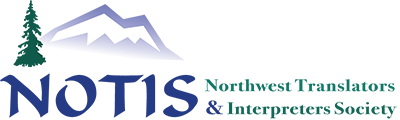 NOTIS
Northwest Translators
& Interpreters Society